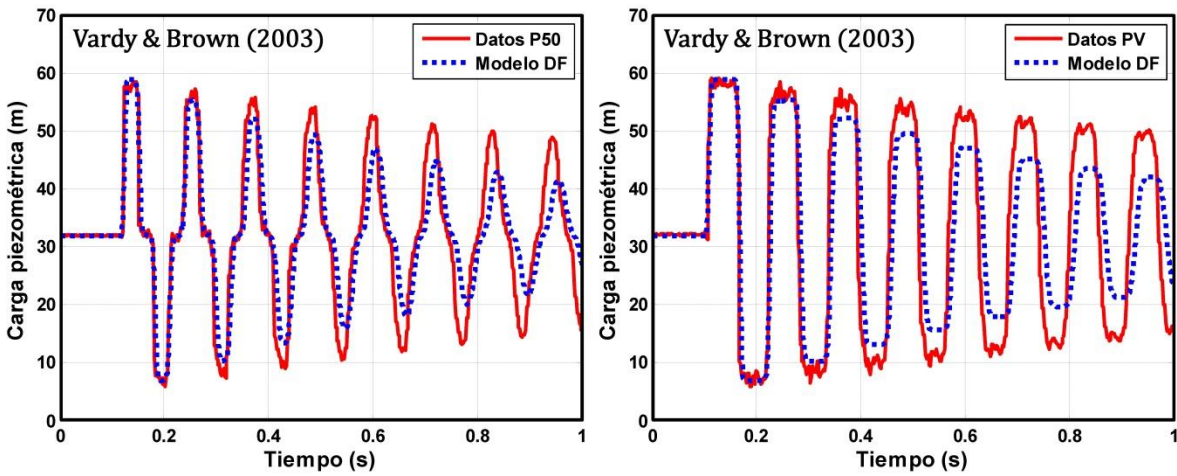 Vardy & Brown (2003)
Datos P50
Modelo DF
Carga piezométrica (m)
70
60
50
40
30
20
10
0
0
0.2
0.4
0.6
0.8
1
Tiempo (s)
Vardy & Brown (2003)
Datos PV
Modelo DF
Carga piezométrica (m)
70
60
50
40
30
20
10
0
0
0.2
0.4
0.6
0.8
1
Tiempo (s)